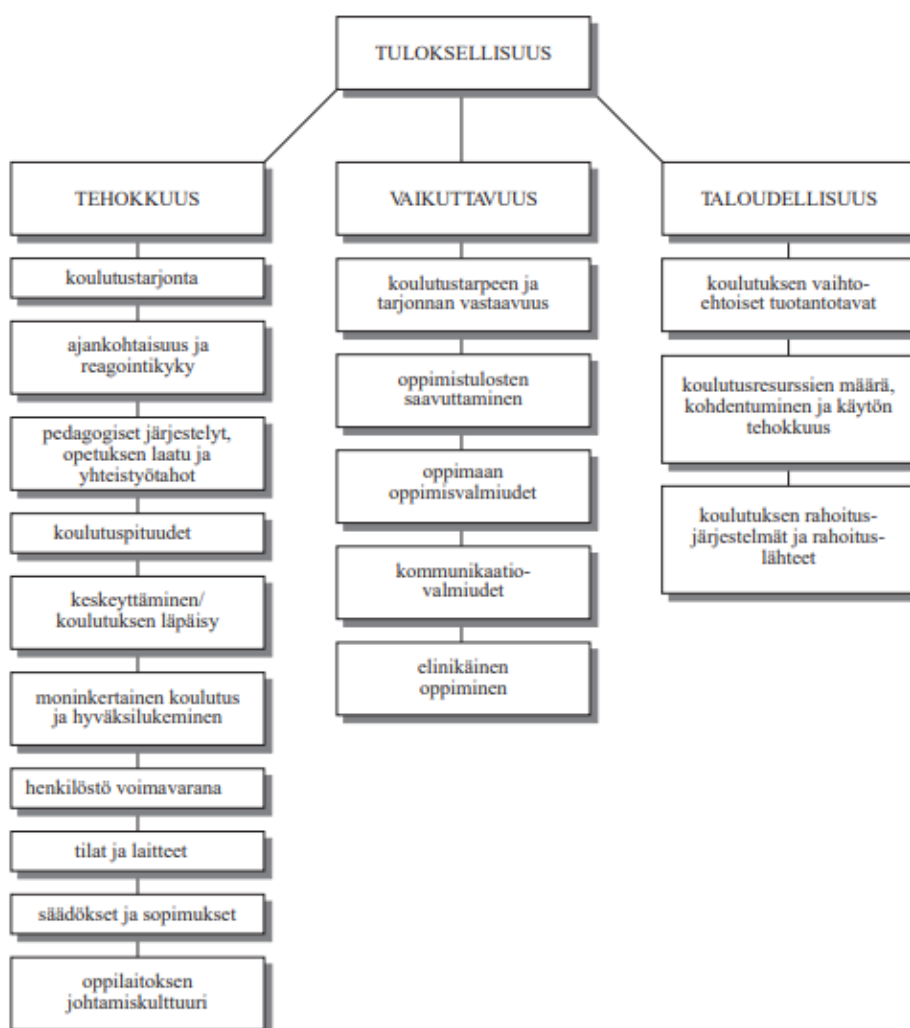 TULOKSELLISUUS
TEHOKKUUS
koulutustarjonta
ajankohtaisuus ja
reagointikyky
pedagogiset järjestelyt,
opetuksen laatu ja
yhteistyötahot
koulutuspituudet
keskeyttäminen/
koulutuksen läpäisy
moninkertainen koulutus
ja hyväksilukeminen
henkilöstö voimavarana
tilat ja laitteet
säädökset ja sopimukset
oppilaitoksen
johtamiskulttuuri
VAIKUTTAVUUS
koulutustarpeen ja
tarjonnan vastaavuus
oppimistulosten
saavuttaminen
oppimaan
oppimisvalmiudet
kommunikaatio-
valmiudet
elinikäinen
oppiminen
TALOUDELLISUUS
koulutuksen vaihto-
ehtoiset tuotantotavat
koulutusresurssien määrä,
kohdentuminen ja käytön
tehokkuus
koulutuksen rahoitus-
järjestelmät ja rahoitus-
lähteet